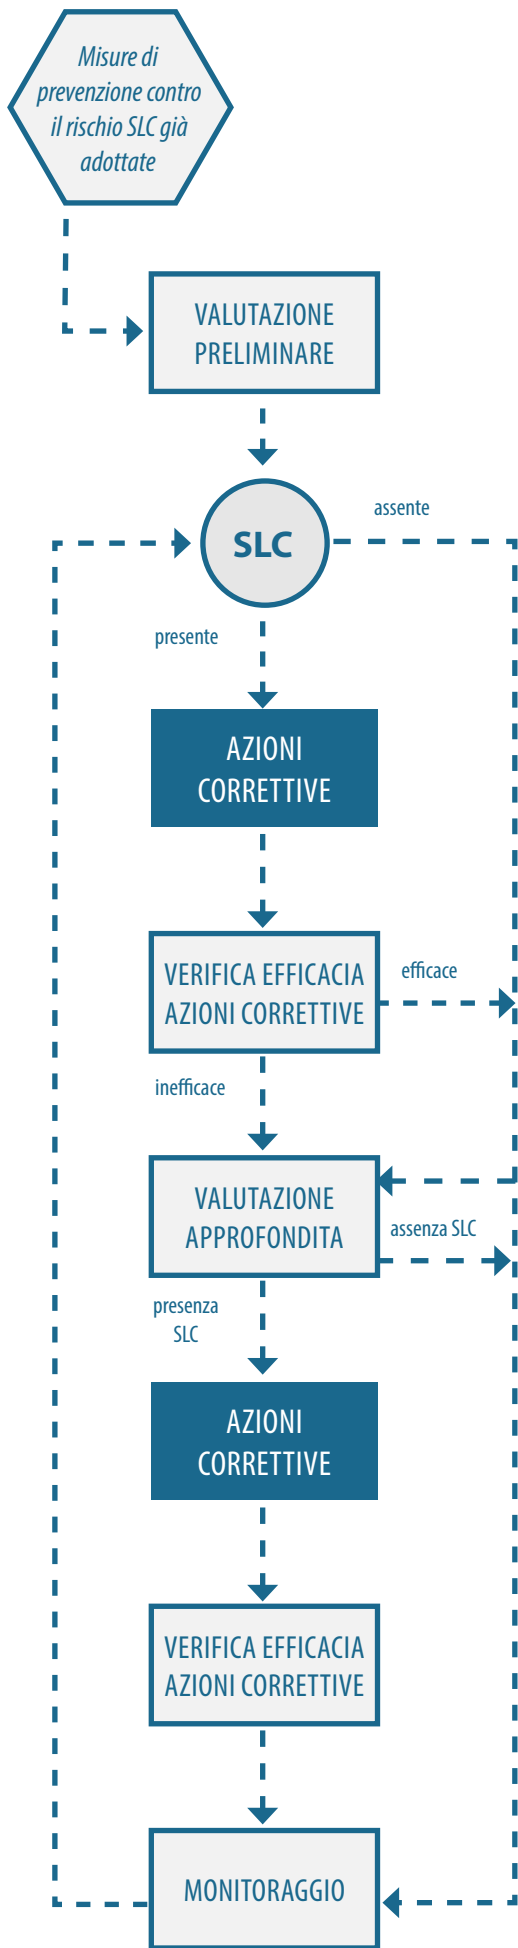 Misure di
prevenzione contro
il rischio SLC già
adottate
VALUTAZIONE
PRELIMINARE
SLC
assente
presente
AZIONI
CORRETTIVE
VERIFICA EFFICACIA
AZIONI CORRETTIVE
efficace
inefficace
VALUTAZIONE
APPROFONDITA
assenza SLC
presenza
SLC
AZIONI
CORRETTIVE
VERIFICA EFFICACIA
AZIONI CORRETTIVE
MONITORAGGIO